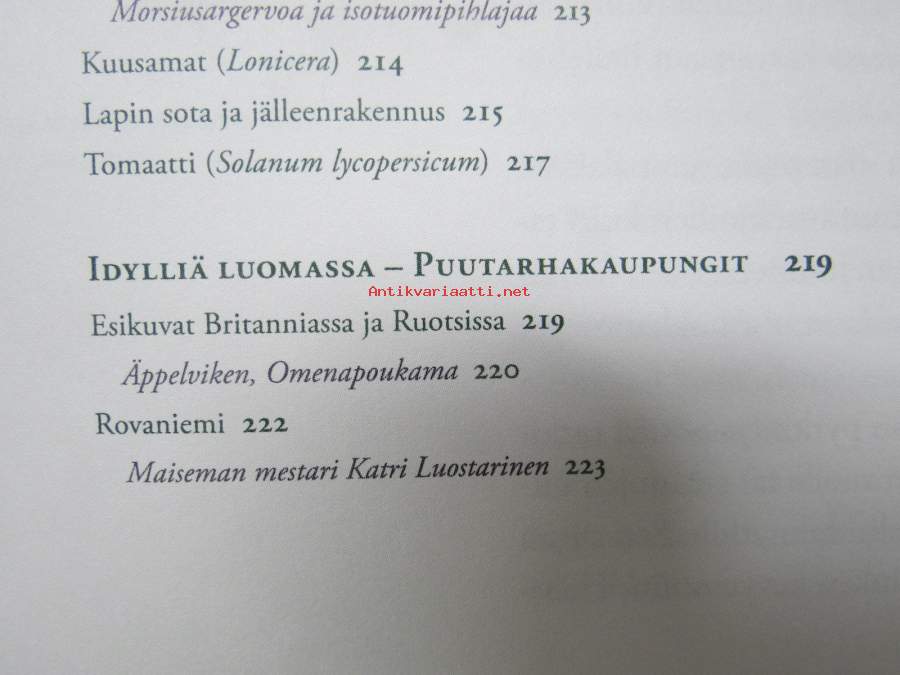 Morsiusargervoa ja isotuomipihlajaa 213
Kuusamat (Lonicera) 214
Lapin sota ja jälleenrakennus 215
Tomaatti (Solanum lycopersicum) 217
Idylliä luomassa – Puutarhakaupungit 219
Antikvariaatti.net
Esikuvat Britanniassa ja Ruotsissa 219
Äppelviken, Omenapoukama 220
Rovaniemi 222
Maiseman mestari Katri Luostarinen 223